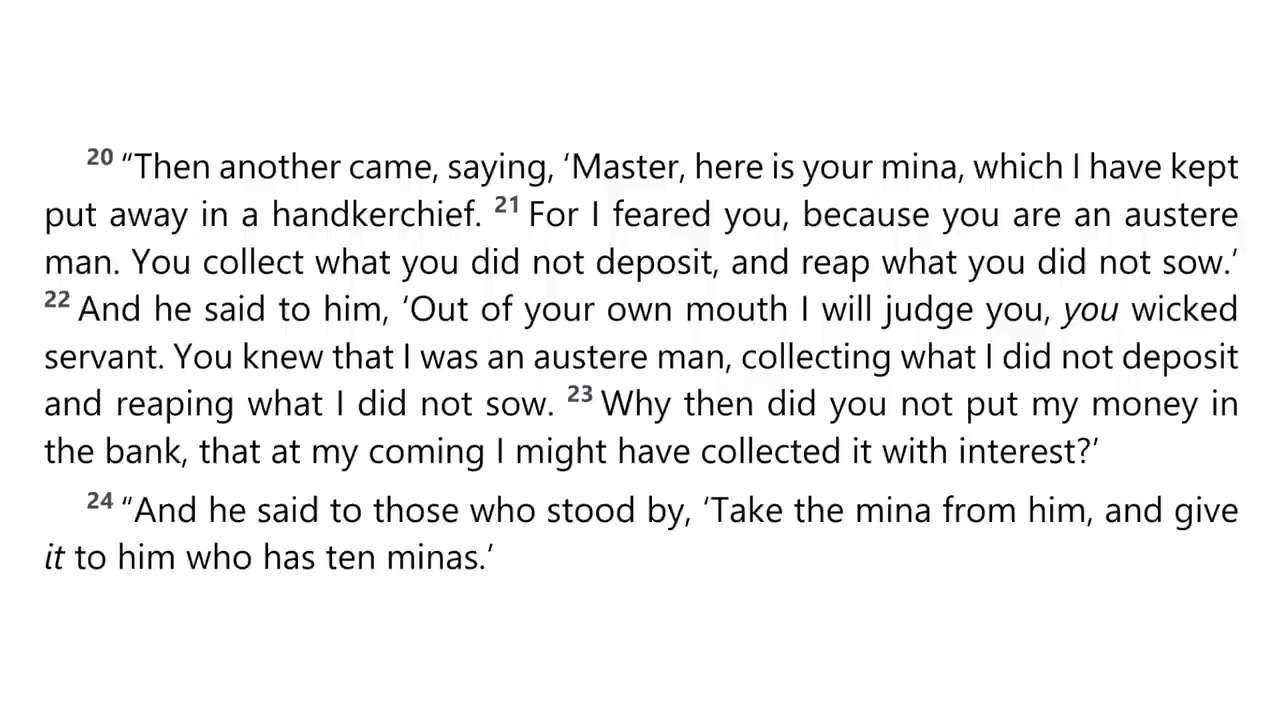 20 “Then another came, saying, ‘Master, here is your mina, which I have kept
put away in a handkerchief. 21 For I feared you, because you are an austere
man. You collect what you did not deposit, and reap what you did not sow.’
22 And he said to him, ‘Out of your own mouth I will judge you, you wicked
servant. You knew that I was an austere man, collecting what I did not deposit
and reaping what I did not sow. 23 Why then did you not put my money in
the bank, that at my coming I might have collected it with interest?’
24 “And he said to those who stood by, ‘Take the mina from him, and give
it to him who has ten minas.’